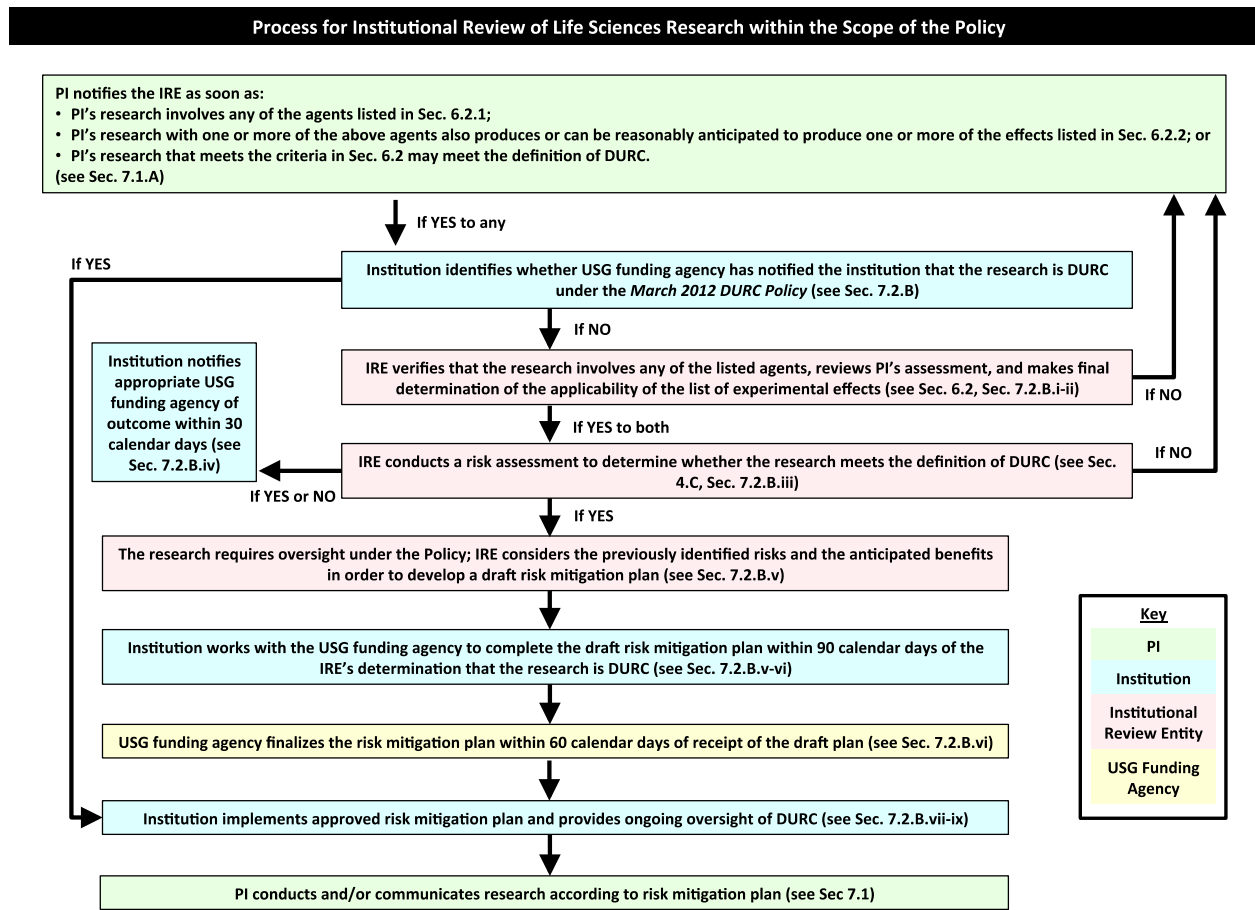 Process for Institutional Review of Life Sciences Research within the Scope of the Policy
PI notifies the IRE as soon as:
• PI's research involves any of the agents listed in Sec. 6.2.1;
• PI's research with one or more of the above agents also produces or can be reasonably anticipated to produce one or more of the effects listed in Sec. 6.2.2; or
• PI's research that meets the criteria in Sec. 6.2 may meet the definition of DURC.
(see Sec. 7.1.A)
If YES to any
If YES
Institution identifies whether USG funding agency has notified the institution that the research is DURC
under the March 2012 DURC Policy (see Sec. 7.2.B)
If NO
Institution notifies
appropriate USG
funding agency of
outcome within 30
calendar days (see
Sec. 7.2.B.iv)
IRE verifies that the research involves any of the listed agents, reviews PI's assessment, and makes final
determination of the applicability of the list of experimental effects (see Sec. 6.2, Sec. 7.2.B.i-ii)
If NO
If YES to both
IRE conducts a risk assessment to determine whether the research meets the definition of DURC (see Sec.
4.C, Sec. 7.2.B.iii)
If NO
If YES or NO
If YES
The research requires oversight under the Policy; IRE considers the previously identified risks and the anticipated benefits
in order to develop a draft risk mitigation plan (see Sec. 7.2.B.v)
Institution works with the USG funding agency to complete the draft risk mitigation plan within 90 calendar days of the
IRE's determination that the research is DURC (see Sec. 7.2.B.v-vi)
USG funding agency finalizes the risk mitigation plan within 60 calendar days of receipt of the draft plan (see Sec. 7.2.B.vi)
Institution implements approved risk mitigation plan and provides ongoing oversight of DURC (see Sec. 7.2.B.vii-ix)
PI conducts and/or communicates research according to risk mitigation plan (see Sec 7.1)
Key
PI
Institution
Institutional
Review Entity
USG Funding
Agency